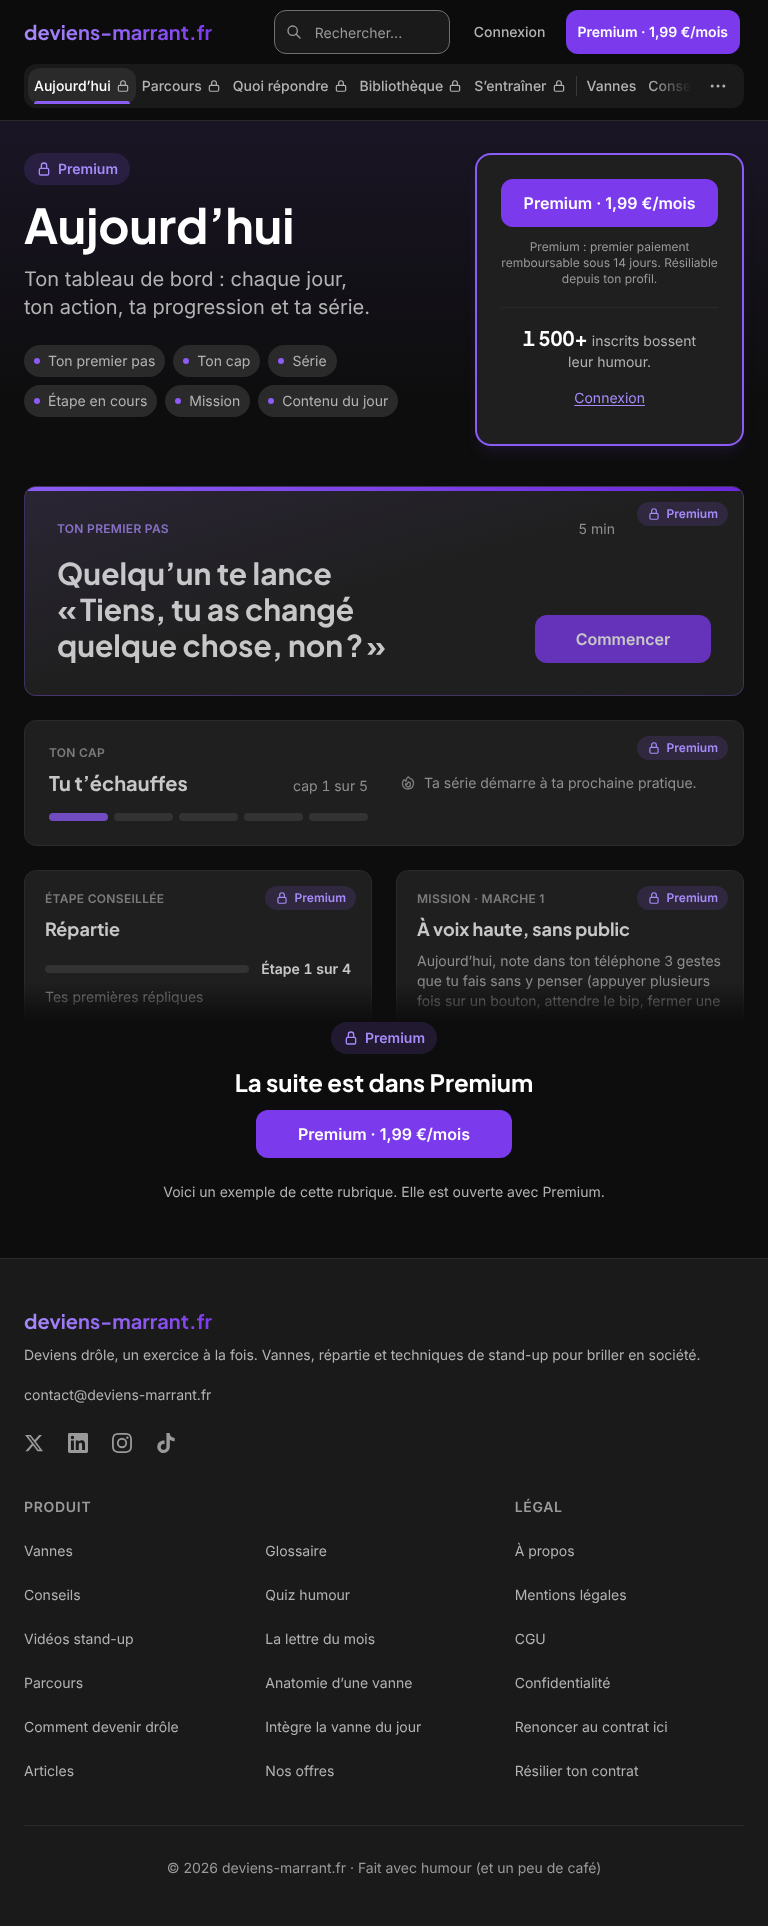 deviens-marrant.fr
Rechercher...
Connexion
Premium · 1,99 €/mois
Aujourd’hui
Parcours
Quoi répondre
Bibliothèque
S’entraîner
Vannes
Conse
Premium
Aujourd’hui
Ton tableau de bord : chaque jour,
ton action, ta progression et ta série.
Ton premier pas
Ton cap
Série
Étape en cours
Mission
Contenu du jour
Premium · 1,99 €/mois
Premium : premier paiement
remboursable sous 14 jours. Résiliable
depuis ton profil.
1 500+ inscrits bossent
leur humour.
Connexion
TON PREMIER PAS
5 min
Premium
Quelqu’un te lance
« Tiens, tu as changé
quelque chose, non ? »
Commencer
TON CAP
Premium
Tu t’échauffes
cap 1 sur 5
Ta série démarre à ta prochaine pratique.
ÉTAPE CONSEILLÉE
Premium
Répartie
Étape 1 sur 4
Tes premières répliques
MISSION · MARCHE 1
Premium
À voix haute, sans public
Aujourd’hui, note dans ton téléphone 3 gestes
que tu fais sans y penser (appuyer plusieurs
fois sur un bouton, attendre le bip, fermer une
Premium
La suite est dans Premium
Premium · 1,99 €/mois
Voici un exemple de cette rubrique. Elle est ouverte avec Premium.
deviens-marrant.fr
Deviens drôle, un exercice à la fois. Vannes, répartie et techniques de stand-up pour briller en société.
contact@deviens-marrant.fr
PRODUIT
Vannes
Conseils
Vidéos stand-up
Parcours
Comment devenir drôle
Articles
Glossaire
Quiz humour
La lettre du mois
Anatomie d’une vanne
Intègre la vanne du jour
Nos offres
LÉGAL
À propos
Mentions légales
CGU
Confidentialité
Renoncer au contrat ici
Résilier ton contrat
© 2026 deviens-marrant.fr · Fait avec humour (et un peu de café)